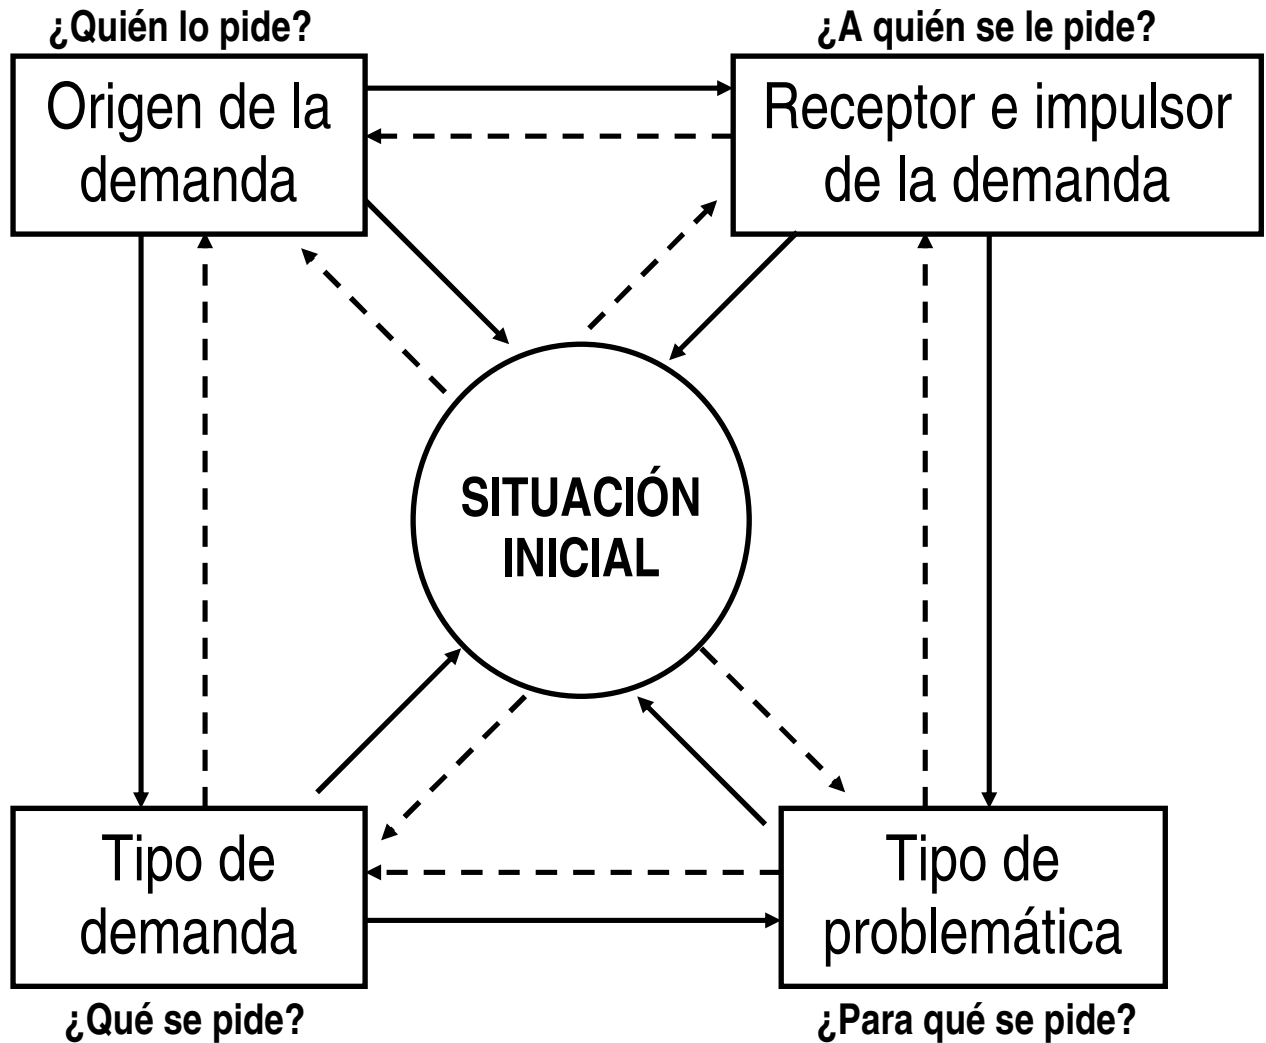 ¿Quién lo pide?
¿A quién se le pide?
Origen de la
demanda
Receptor e impulsor
de la demanda
SITUACIÓN
INICIAL
Tipo de
demanda
Tipo de
problemática
¿Qué se pide?
¿Para qué se pide?